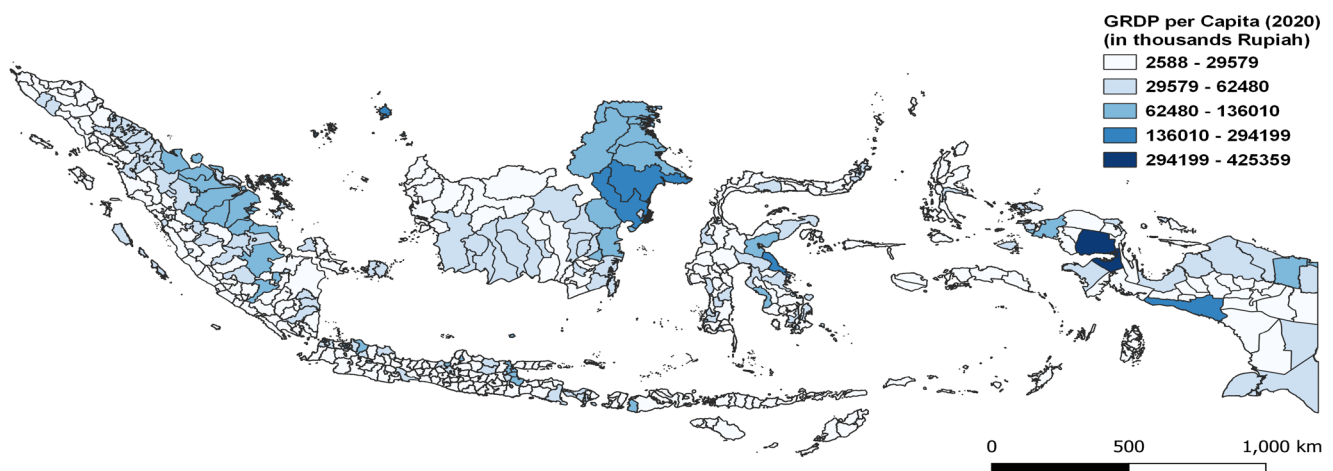 GRDP per Capita (2020)
(in thousands Rupiah)
2588 - 29579
29579 - 62480
62480 - 136010
136010 - 294199
294199 - 425359
0 500 1,000 km